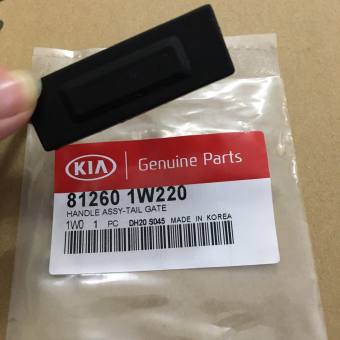 KIA Genuine Parts
81260 1W220
HANDLE ASSY-TAIL GATE
1W0 1 PC DH20 S045 MADE IN KOREA